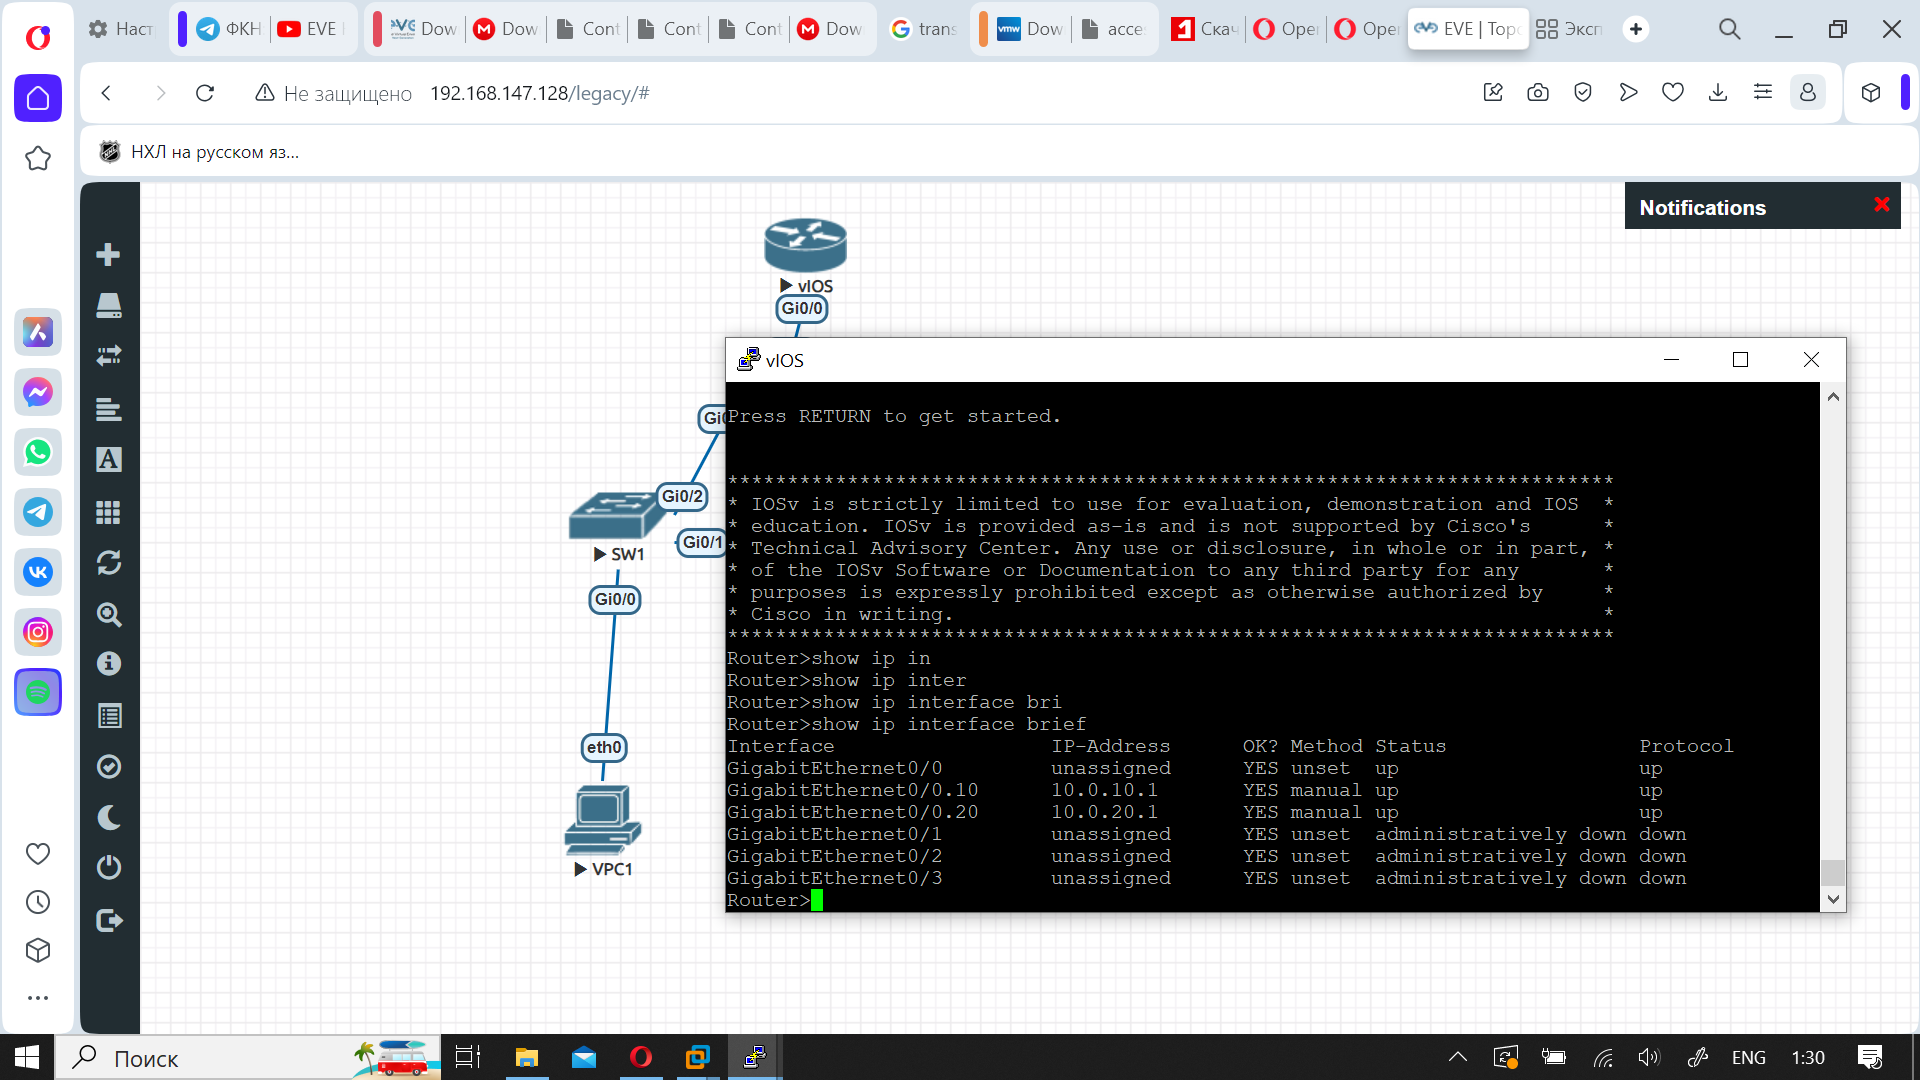 Наст
ФКН
EVE
Dow
Dow
Cont
Cont
Cont
Dow
trans
vmw
Dow
acce
Скач
Oper
Oper
EVE | Topo
Эксп
Не защищено
192.168.147.128/legacy/#
НХЛ на русском яз...
Notifications
vIOS
Gi0/0
vIOS
Gi0/2
SW1
Gi0/1
Gi0/0
eth0
VPC1
Press RETURN to get started.
**************************************************************************
* IOSv is strictly limited to use for evaluation, demonstration and IOS  *
* education. IOSv is provided as-is and is not supported by Cisco's      *
* Technical Advisory Center. Any use or disclosure, in whole or in part, *
* of the IOSv Software or Documentation to any third party for any       *
* purposes is expressly prohibited except as otherwise authorized by     *
* Cisco in writing.                                                      *
**************************************************************************
Router>show ip in
Router>show ip inter
Router>show ip interface bri
Router>show ip interface brief
Interface                  IP-Address      OK? Method Status                Protocol
GigabitEthernet0/0         unassigned      YES unset  up                    up
GigabitEthernet0/0.10      10.0.10.1       YES manual up                    up
GigabitEthernet0/0.20      10.0.20.1       YES manual up                    up
GigabitEthernet0/1         unassigned      YES unset  administratively down down
GigabitEthernet0/2         unassigned      YES unset  administratively down down
GigabitEthernet0/3         unassigned      YES unset  administratively down down
Router>
Поиск
ENG
1:30